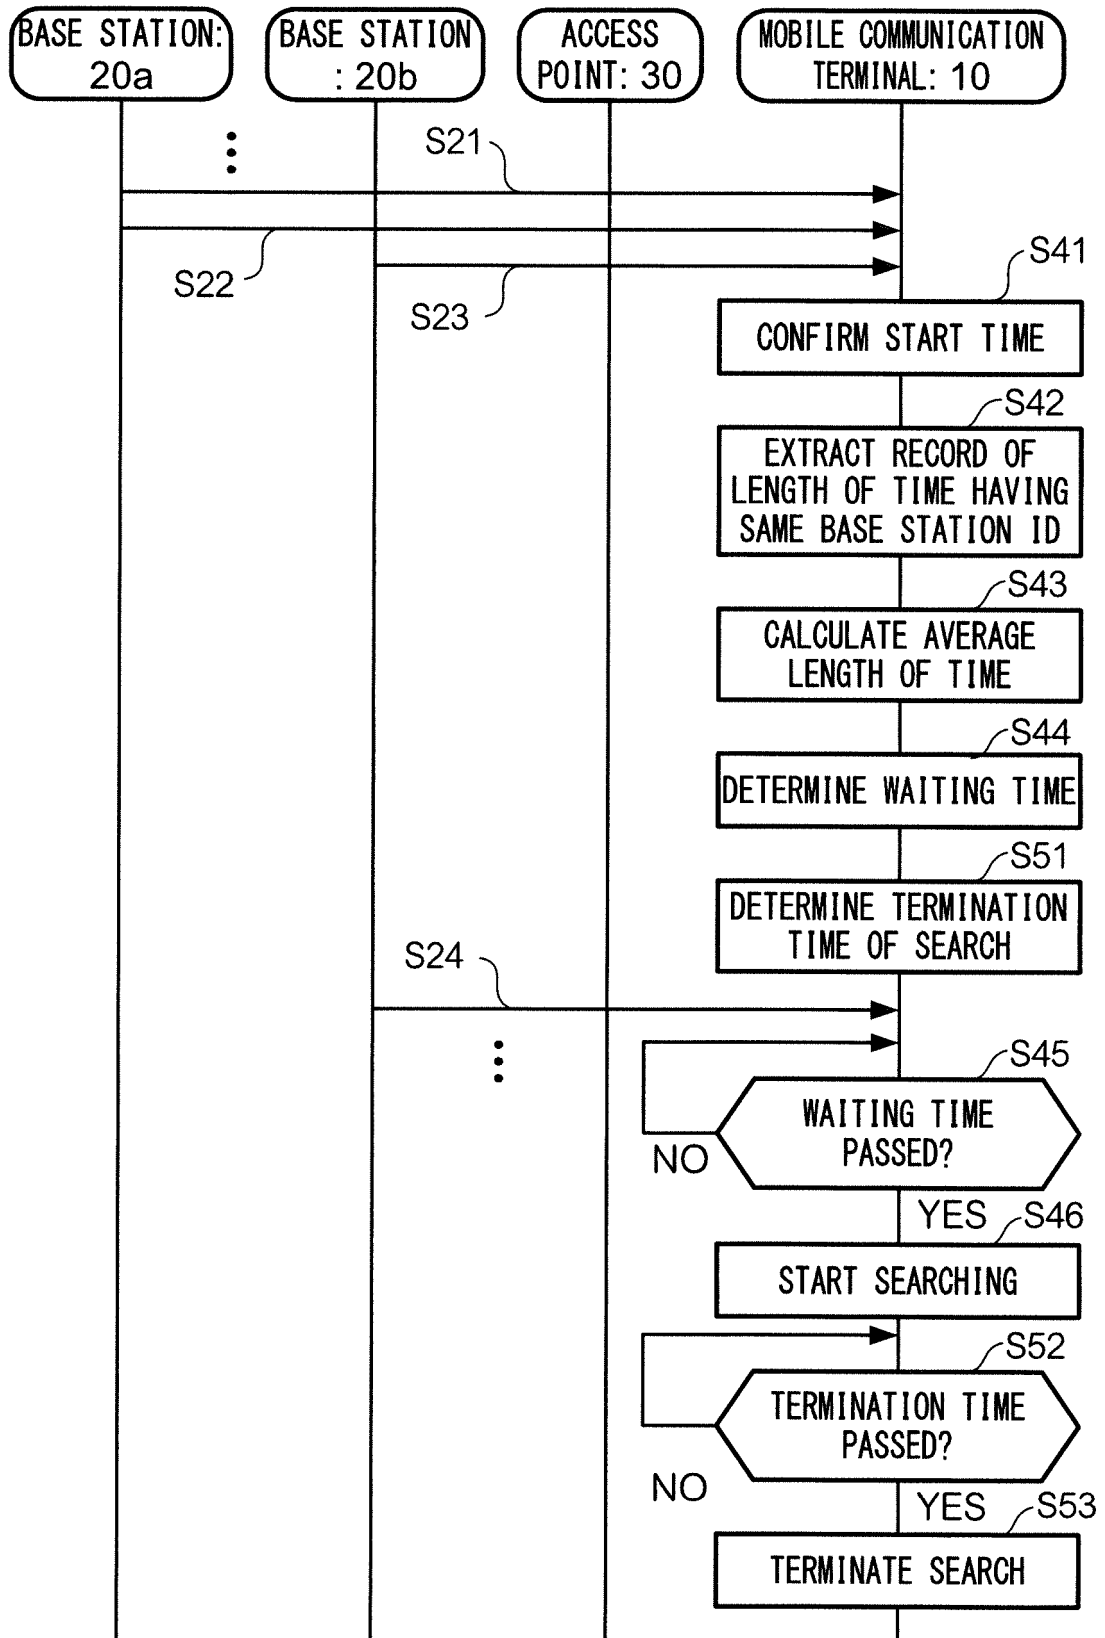 BASE STATION:
20a
BASE STATION
: 20b
ACCESS
POINT: 30
MOBILE COMMUNICATION
TERMINAL: 10
S21
S22
S23
S41
CONFIRM START TIME
S42
EXTRACT RECORD OF
LENGTH OF TIME HAVING
SAME BASE STATION ID
S43
CALCULATE AVERAGE
LENGTH OF TIME
S44
DETERMINE WAITING TIME
S51
DETERMINE TERMINATION
TIME OF SEARCH
S24
S45
WAITING TIME
PASSED?
NO
YES
S46
START SEARCHING
S52
TERMINATION TIME
PASSED?
NO
YES
S53
TERMINATE SEARCH